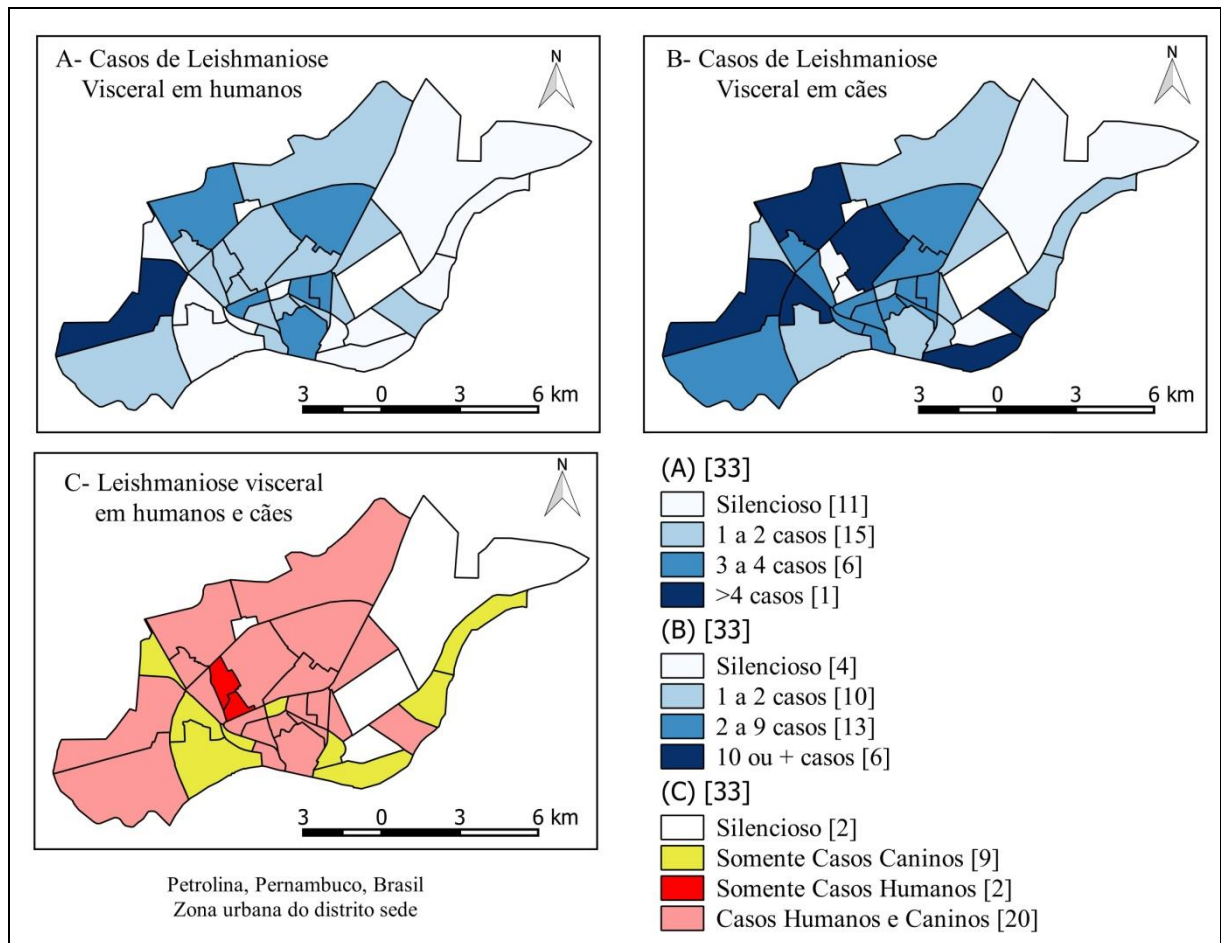 A- Casos de Leishmaniose
Visceral em humanos
N
3 0 3 6 km
B- Casos de Leishmaniose
Visceral em cães
N
3 0 3 6 km
C- Leishmaniose visceral
em humanos e cães
N
3 0 3 6 km
Petrolina, Pernambuco, Brasil
Zona urbana do distrito sede
(A) [33]
Silencioso [11]
1 a 2 casos [15]
3 a 4 casos [6]
>4 casos [1]
(B) [33]
Silencioso [4]
1 a 2 casos [10]
2 a 9 casos [13]
10 ou + casos [6]
(C) [33]
Silencioso [2]
Somente Casos Caninos [9]
Somente Casos Humanos [2]
Casos Humanos e Caninos [20]